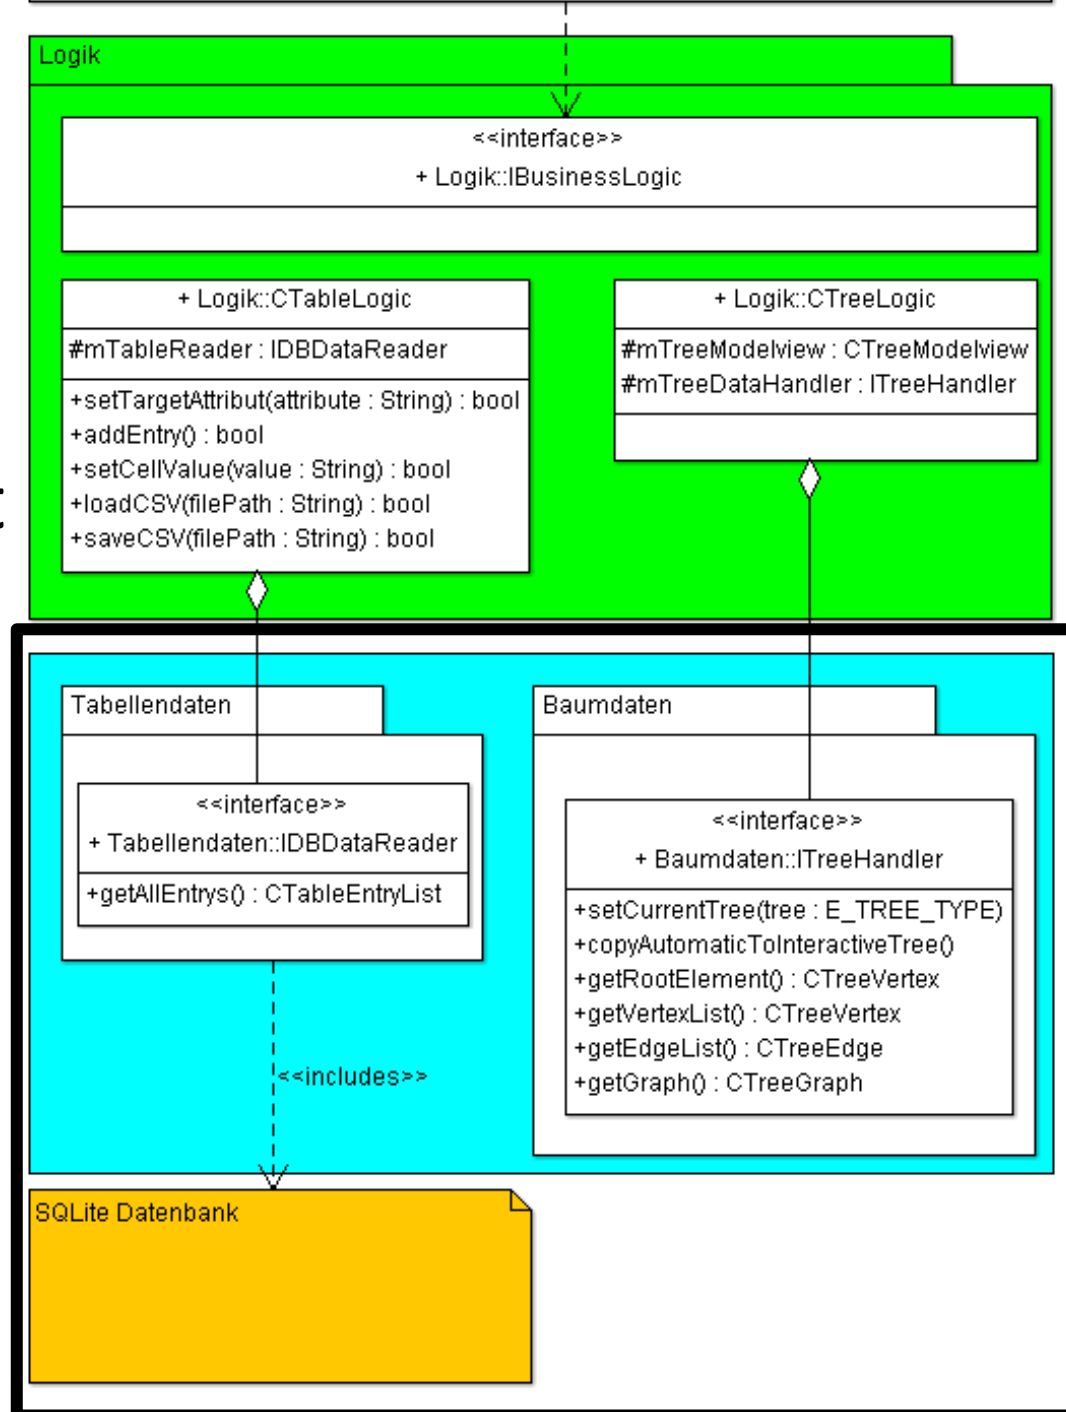 Logik
<<interface>>
+ Logik::IBusinessLogic
+ Logik::CTableLogic
#mTableReader : IDBDataReader
+setTargetAttribut(attribute : String) : bool
+addEntry() : bool
+setCellValue(value : String) : bool
+loadCSV(filePath : String) : bool
+saveCSV(filePath : String) : bool
+ Logik::CTreeLogic
#mTreeModelview : CTreeModelview
#mTreeDataHandler : ITreeHandler
Tabellendaten
<<interface>>
+ Tabellendaten::IDBDataReader
+getAllEntrys() : CTableEntryList
Baumdaten
<<interface>>
+ Baumdaten::ITreeHandler
+setCurrentTree(tree : E_TREE_TYPE)
+copyAutomaticToInteractiveTree()
+getRootElement() : CTreeVertex
+getVertexList() : CTreeVertex
+getEdgeList() : CTreeEdge
+getGraph() : CTreeGraph
<<includes>>
SQLite Datenbank